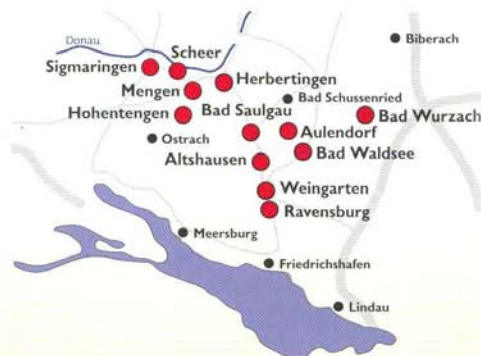 Donau
Biberach
Scheer
Sigmaringen
Herbertingen
Mengen
Bad Schussenried
Hohentengen
Bad Saulgau
Bad Wurzach
Ostrach
Aulendorf
Altshausen
Bad Waldsee
Weingarten
Ravensburg
Meersburg
Friedrichshafen
Lindau